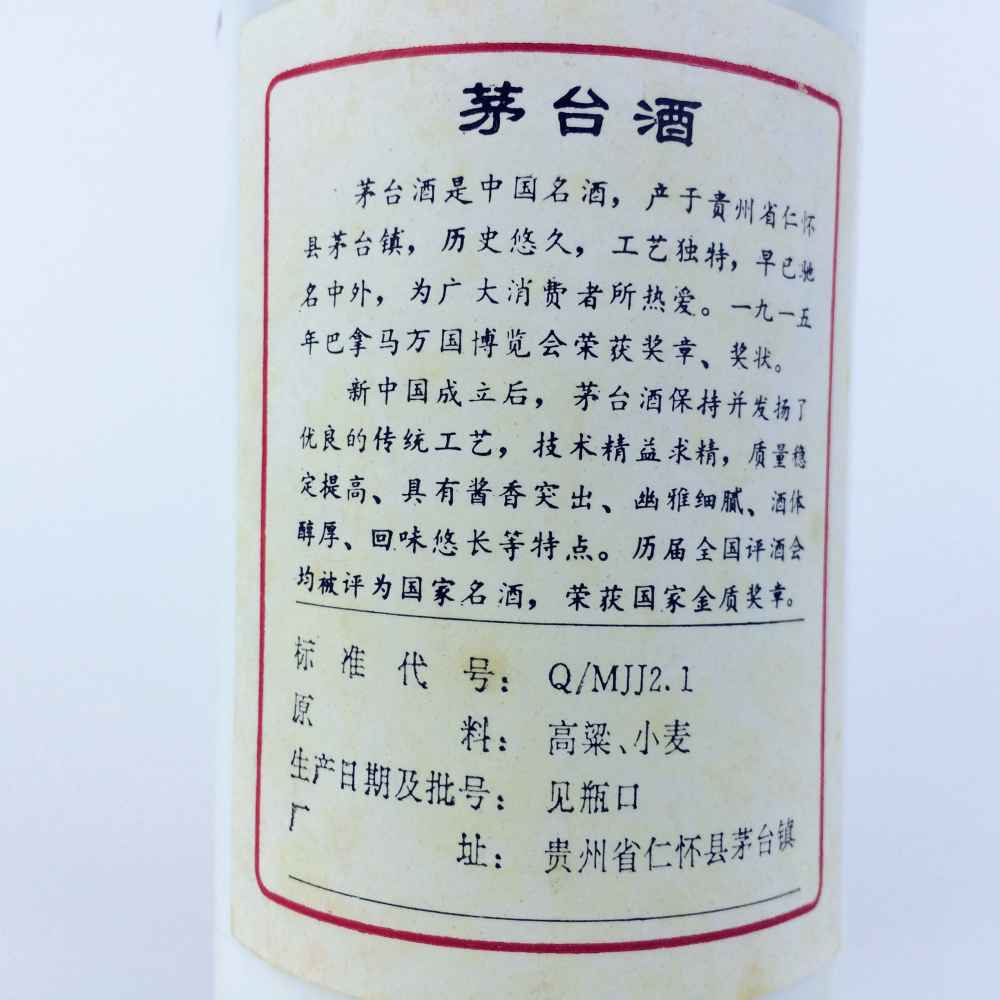 茅台酒
茅台酒是中国名酒，产于贵州省仁怀
县茅台镇，历史悠久，工艺独特，早已驰
名中外，为广大消费者所热爱。一九一五
年巴拿马万国博览会荣获奖章、奖状。
新中国成立后，茅台酒保持并发扬了
优良的传统工艺，技术精益求精，质量稳
定提高、具有酱香突出、幽雅细腻、酒体
醇厚、回味悠长等特点。历届全国评酒会
均被评为国家名酒，荣获国家金质奖章。
标准代号：Q/MJJ2.1
原料：高粱、小麦
生产日期及批号：见瓶口
厂址：贵州省仁怀县茅台镇